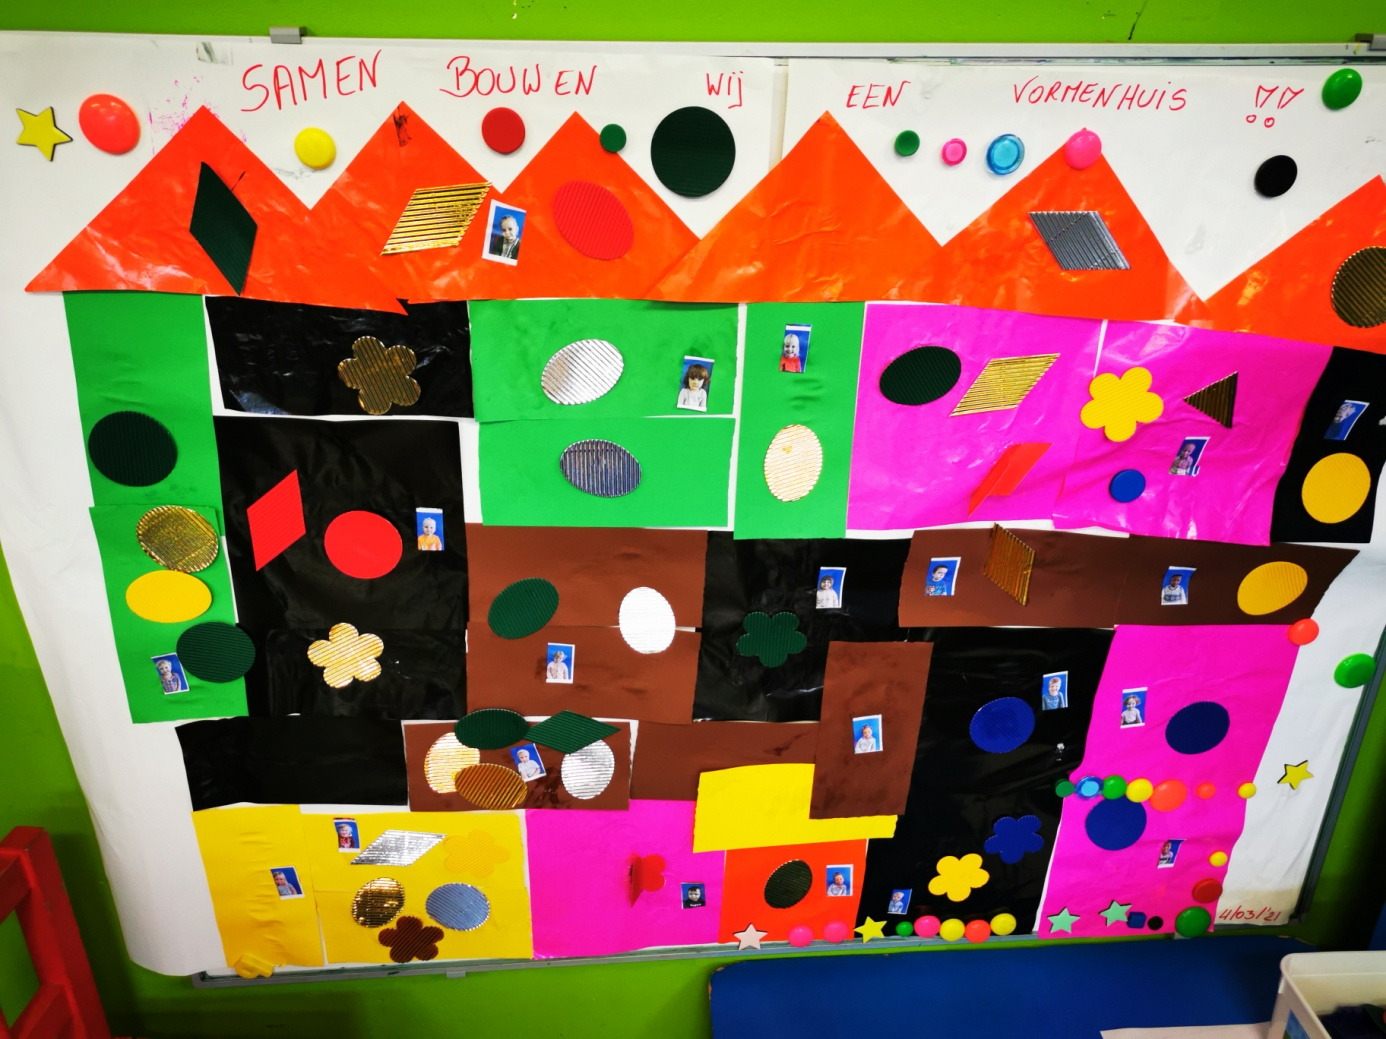 SAMEN BOUWEN WIJ EEN VORMENHUIS !!
4/03/'21